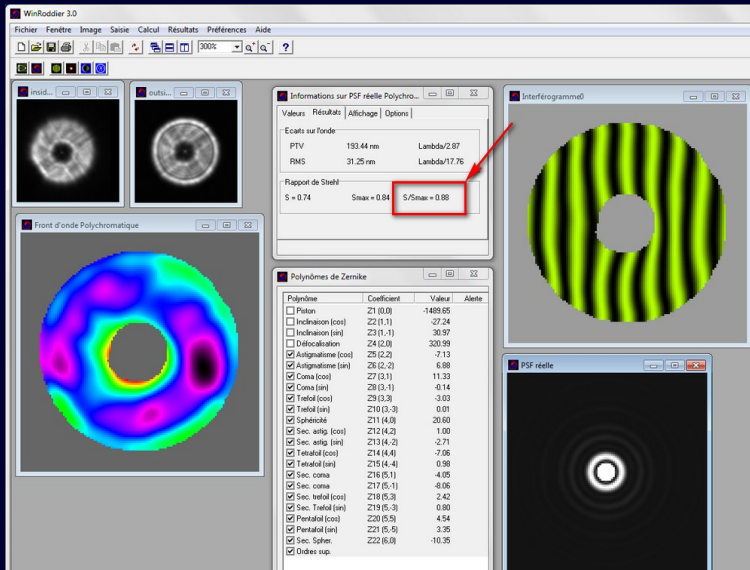 WinRoddier 3.0
Fichier Fenêtre Image Saisie Calcul Résultats Préférences Aide
300%
insid...
outsi...
Informations sur PSF réelle Polychro...
Valeurs Résultats Affichage Options
Ecarts sur l'onde
PTV 193.44 nm Lambda/2.87
RMS 31.25 nm Lambda/17.76
Rapport de Strehl
S = 0.74 Smax = 0.84 S/Smax = 0.88
Interférogramme0
Front d'onde Polychromatique
Polynômes de Zernike
Polynôme Coefficient Valeur Alerte
Piston Z1 (0,0) -1489.65
Inclinaison (cos) Z2 (1,1) -27.24
Inclinaison (sin) Z3 (1,-1) 30.97
Défocalisation Z4 (2,0) 320.99
Astigmatisme (cos) Z5 (2,2) -7.13
Astigmatisme (sin) Z6 (2,-2) 6.88
Coma (cos) Z7 (3,1) 11.33
Coma (sin) Z8 (3,-1) -0.14
Trefoil (cos) Z9 (3,3) -3.03
Trefoil (sin) Z10 (3,-3) 0.01
Sphéricité Z11 (4,0) 20.60
Sec. astig. (cos) Z12 (4,2) 1.00
Sec. astig. (sin) Z13 (4,-2) -2.71
Tetrafoil (cos) Z14 (4,4) -7.06
Tetrafoil (sin) Z15 (4,-4) 0.98
Sec. coma Z16 (5,1) -4.05
Sec. coma Z17 (5,-1) -8.06
Sec. trefoil (cos) Z18 (5,3) 2.42
Sec. Trefoil (sin) Z19 (5,-3) 0.80
Pentafoil (cos) Z20 (5,5) 4.54
Pentafoil (sin) Z21 (5,-5) 3.35
Sec. Spher. Z22 (6,0) -10.35
Ordres sup.
PSF réelle